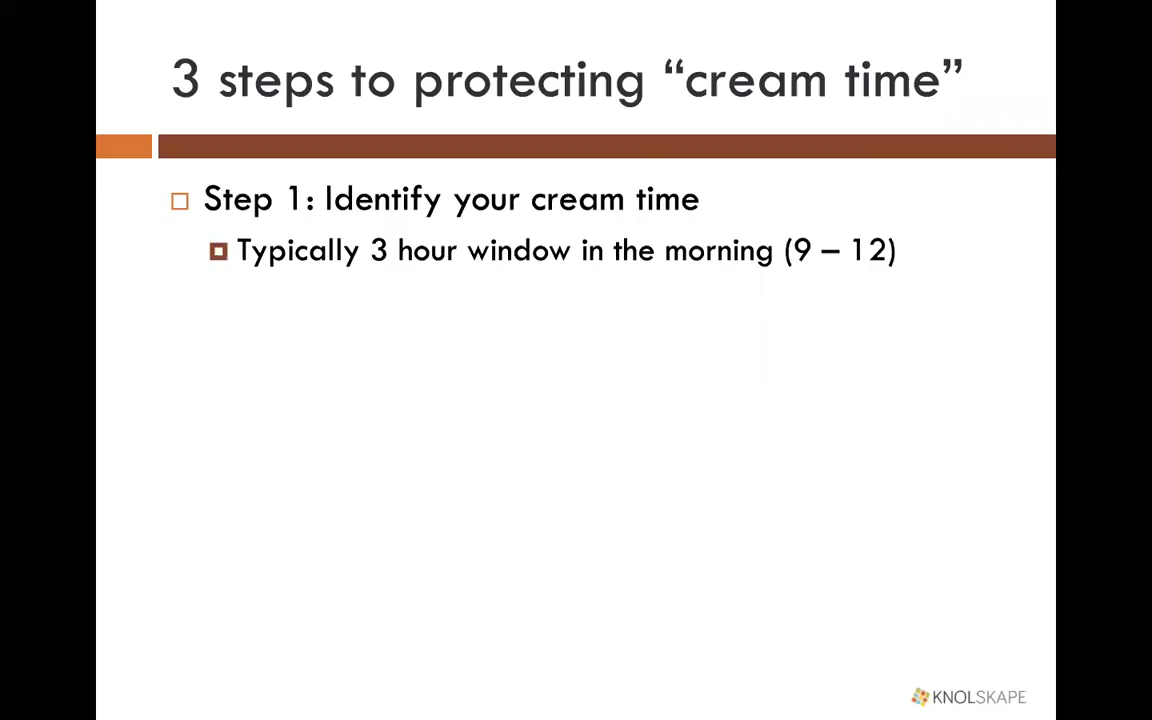 3 steps to protecting “cream time”
Step 1: Identify your cream time
Typically 3 hour window in the morning (9 – 12)
KNOLSKAPE